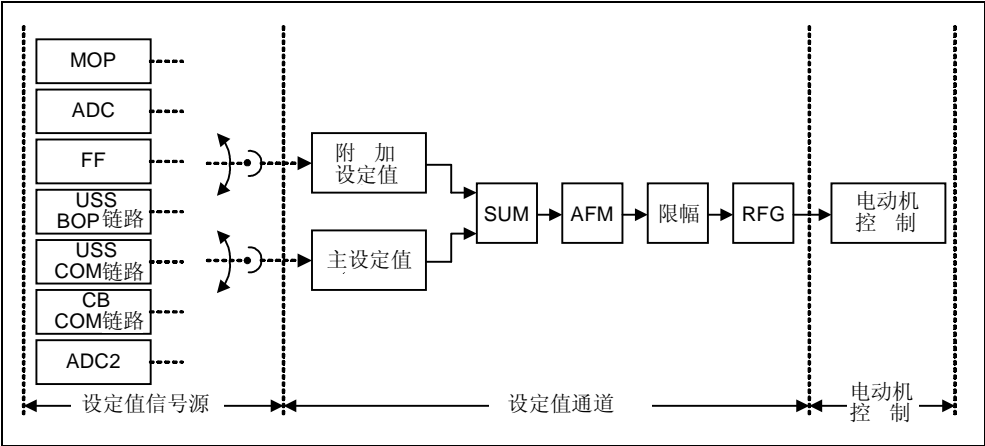 MOP
ADC
FF
USS
BOP链路
USS
COM链路
CB
COM链路
ADC2
附 加
设定值
主设定值
SUM
AFM
限幅
RFG
电动机
控 制
设定值信号源
设定值通道
电动机
控 制